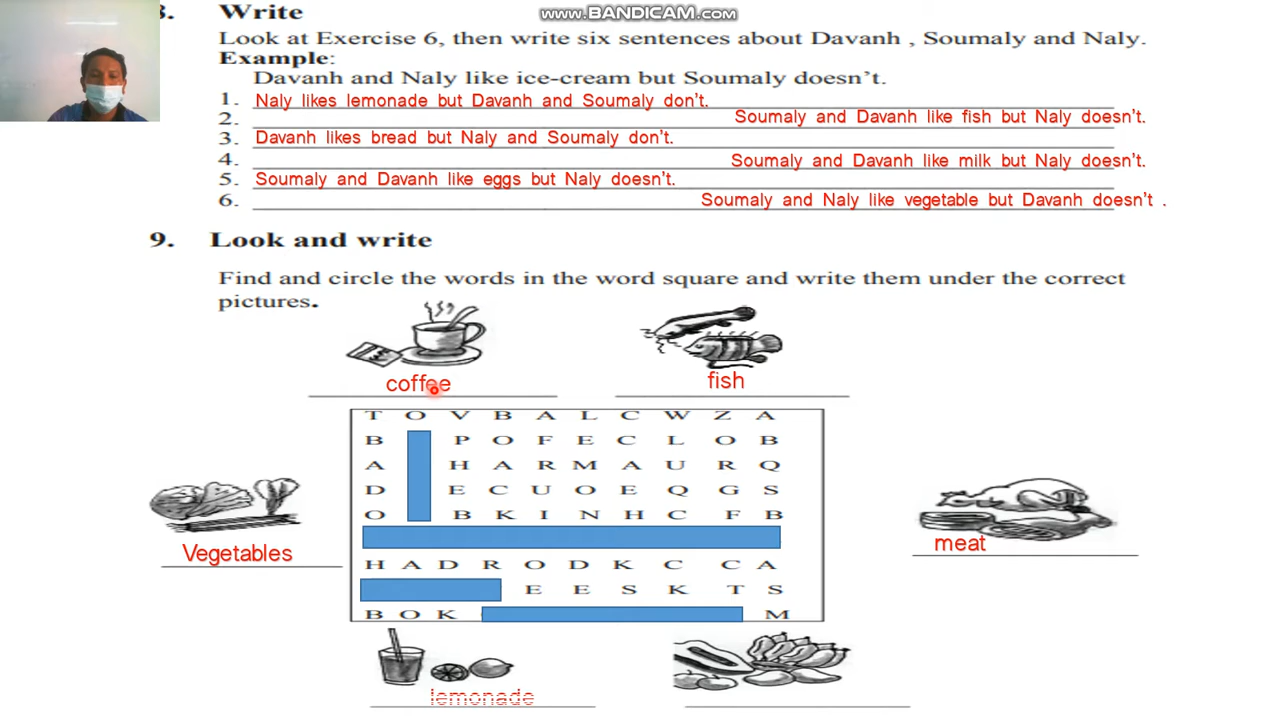 www.BANDICAM.com
3. Write
Look at Exercise 6, then write six sentences about Davanh , Soumaly and Naly.
Example:
Davanh and Naly like ice-cream but Soumaly doesn't.
1. Naly likes lemonade but Davanh and Soumaly don't.
2. Soumaly and Davanh like fish but Naly doesn't.
3. Davanh likes bread but Naly and Soumaly don't.
4. Soumaly and Davanh like milk but Naly doesn't.
5. Soumaly and Davanh like eggs but Naly doesn't.
6. Soumaly and Naly like vegetable but Davanh doesn't .
9. Look and write
Find and circle the words in the word square and write them under the correct
pictures.
coffee
fish
T O V B A L C W Z A
B P O F E C L O B
A H A R M A U R Q
D E C U O E Q G S
O B K I N H C F B
Vegetables
meat
H A D R O D K C C A
E E S K T S
B O K M
lemonade